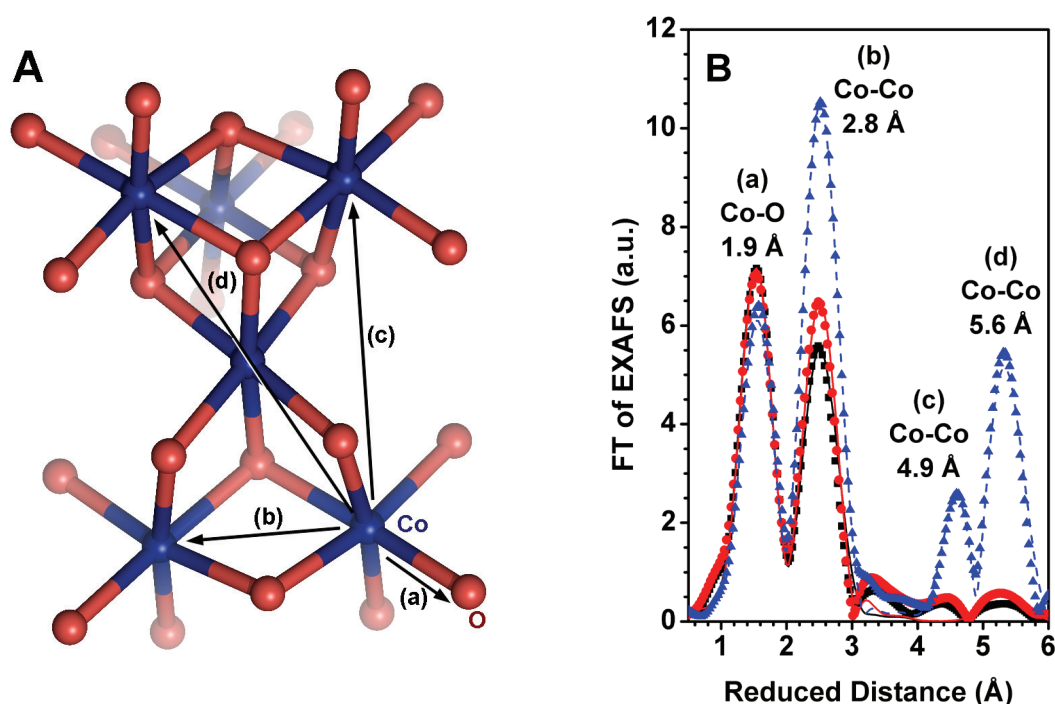 A
(d)
(c)
(b)
Co
(a)
O
B
12
10
8
6
4
2
0
FT of EXAFS (a.u.)
(a)
Co-O
1.9 Å
(b)
Co-Co
2.8 Å
(c)
Co-Co
4.9 Å
(d)
Co-Co
5.6 Å
1 2 3 4 5 6
Reduced Distance (Å)